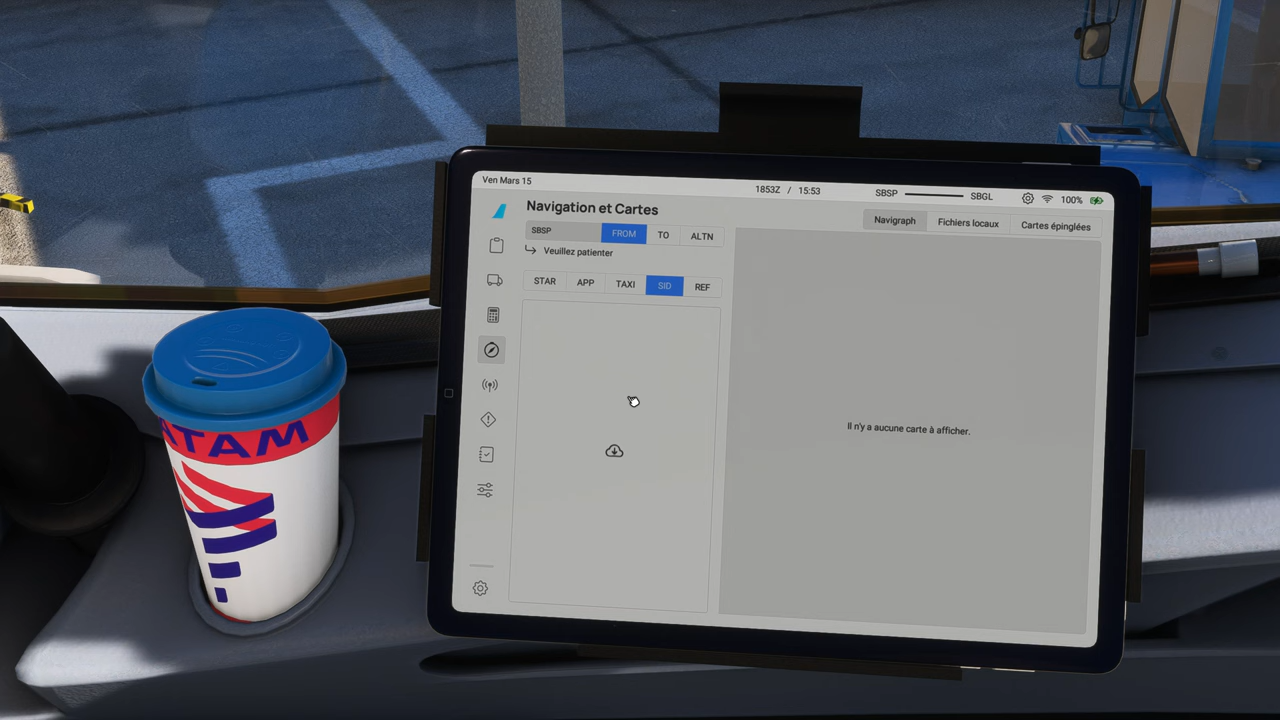 Ven Mars 15
1853Z / 15:53
SBSP
SBGL
100%
Navigation et Cartes
Navigraph
Fichiers locaux
Cartes épinglées
SBSP
FROM
TO
ALTN
Veuillez patienter
STAR
APP
TAXI
SID
REF
Il n'y a aucune carte à afficher.
ATAM